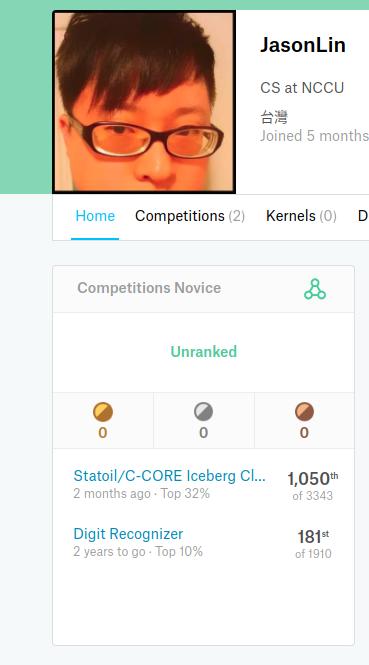 JasonLin
CS at NCCU
台灣
Joined 5 months
Home Competitions (2) Kernels (0) D
Competitions Novice
Unranked
0 0 0
Statoil/C-CORE Iceberg Cl... 1,050th
2 months ago · Top 32% of 3343
Digit Recognizer 181st
2 years to go · Top 10% of 1910